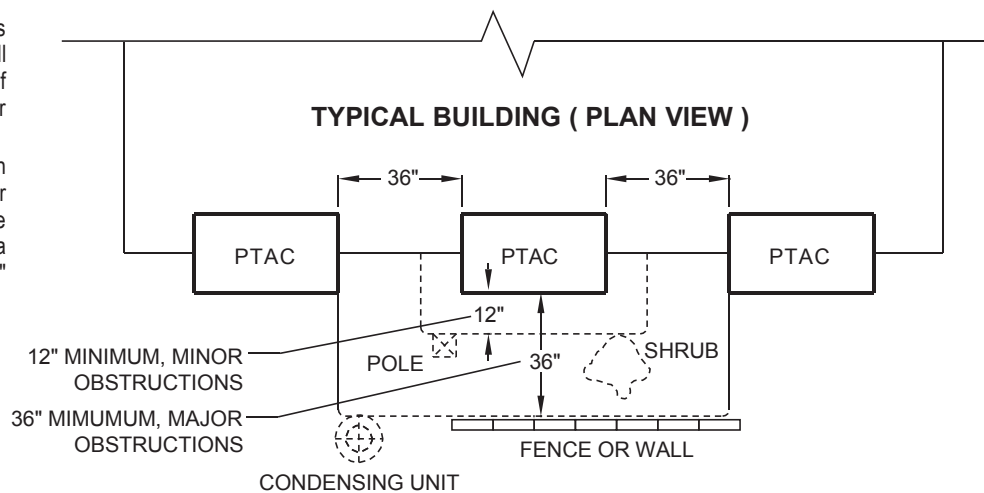 s
ll
f
r
n
r
e
a
"
TYPICAL BUILDING ( PLAN VIEW )
36"
36"
PTAC
PTAC
PTAC
12"
12" MINIMUM, MINOR
OBSTRUCTIONS
POLE
36"
SHRUB
36" MIMUMUM, MAJOR
OBSTRUCTIONS
FENCE OR WALL
CONDENSING UNIT